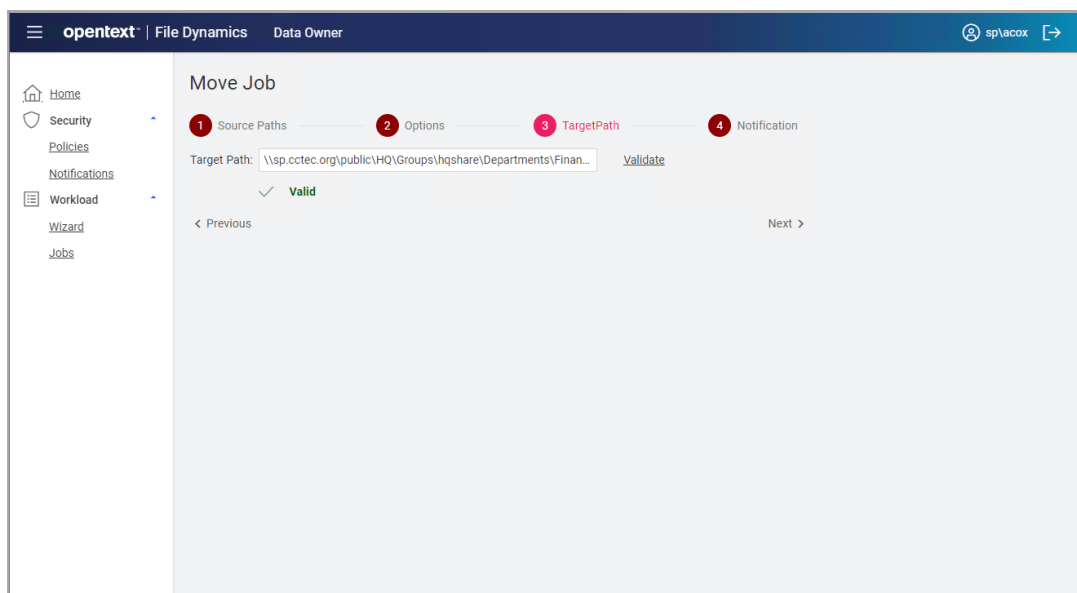 opentext™ | File Dynamics Data Owner sp\acox
Home
Security
Policies
Notifications
Workload
Wizard
Jobs
Move Job
1 Source Paths 2 Options 3 TargetPath 4 Notification
Target Path: \\sp.cctec.org\public\HQ\Groups\hqshare\Departments\Finan... Validate
Valid
Previous Next